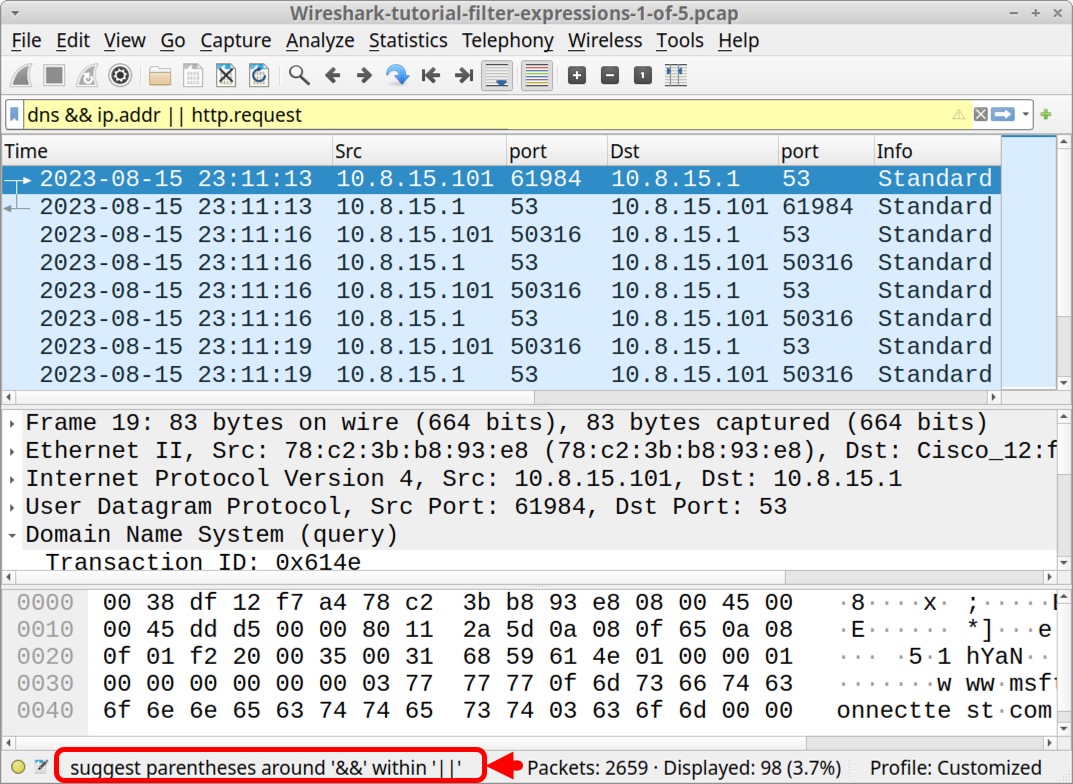 Wireshark-tutorial-filter-expressions-1-of-5.pcap
File Edit View Go Capture Analyze Statistics Telephony Wireless Tools Help
dns && ip.addr || http.request
Time Src port Dst port Info
2023-08-15 23:11:13 10.8.15.101 61984 10.8.15.1 53 Standard
2023-08-15 23:11:13 10.8.15.1 53 10.8.15.101 61984 Standard
2023-08-15 23:11:16 10.8.15.101 50316 10.8.15.1 53 Standard
2023-08-15 23:11:16 10.8.15.1 53 10.8.15.101 50316 Standard
2023-08-15 23:11:16 10.8.15.101 50316 10.8.15.1 53 Standard
2023-08-15 23:11:16 10.8.15.1 53 10.8.15.101 50316 Standard
2023-08-15 23:11:19 10.8.15.101 50316 10.8.15.1 53 Standard
2023-08-15 23:11:19 10.8.15.1 53 10.8.15.101 50316 Standard
Frame 19: 83 bytes on wire (664 bits), 83 bytes captured (664 bits)
Ethernet II, Src: 78:c2:3b:b8:93:e8 (78:c2:3b:b8:93:e8), Dst: Cisco_12:f
Internet Protocol Version 4, Src: 10.8.15.101, Dst: 10.8.15.1
User Datagram Protocol, Src Port: 61984, Dst Port: 53
Domain Name System (query)
Transaction ID: 0x614e
0000 00 38 df 12 f7 a4 78 c2 3b b8 93 e8 08 00 45 00 ·8····x· ;·····E
0010 00 45 dd d5 00 00 80 11 2a 5d 0a 08 0f 65 0a 08 ·E······ *]···e
0020 0f 01 f2 20 00 35 00 31 68 59 61 4e 01 00 00 01 ··· ·5·1 hYaN··
0030 00 00 00 00 00 00 03 77 77 77 0f 6d 73 66 74 63 ·······w ww·msft
0040 6f 6e 6e 65 63 74 74 65 73 74 03 63 6f 6d 00 00 onnectte st·com
suggest parentheses around '&&' within '||' Packets: 2659 · Displayed: 98 (3.7%) Profile: Customized